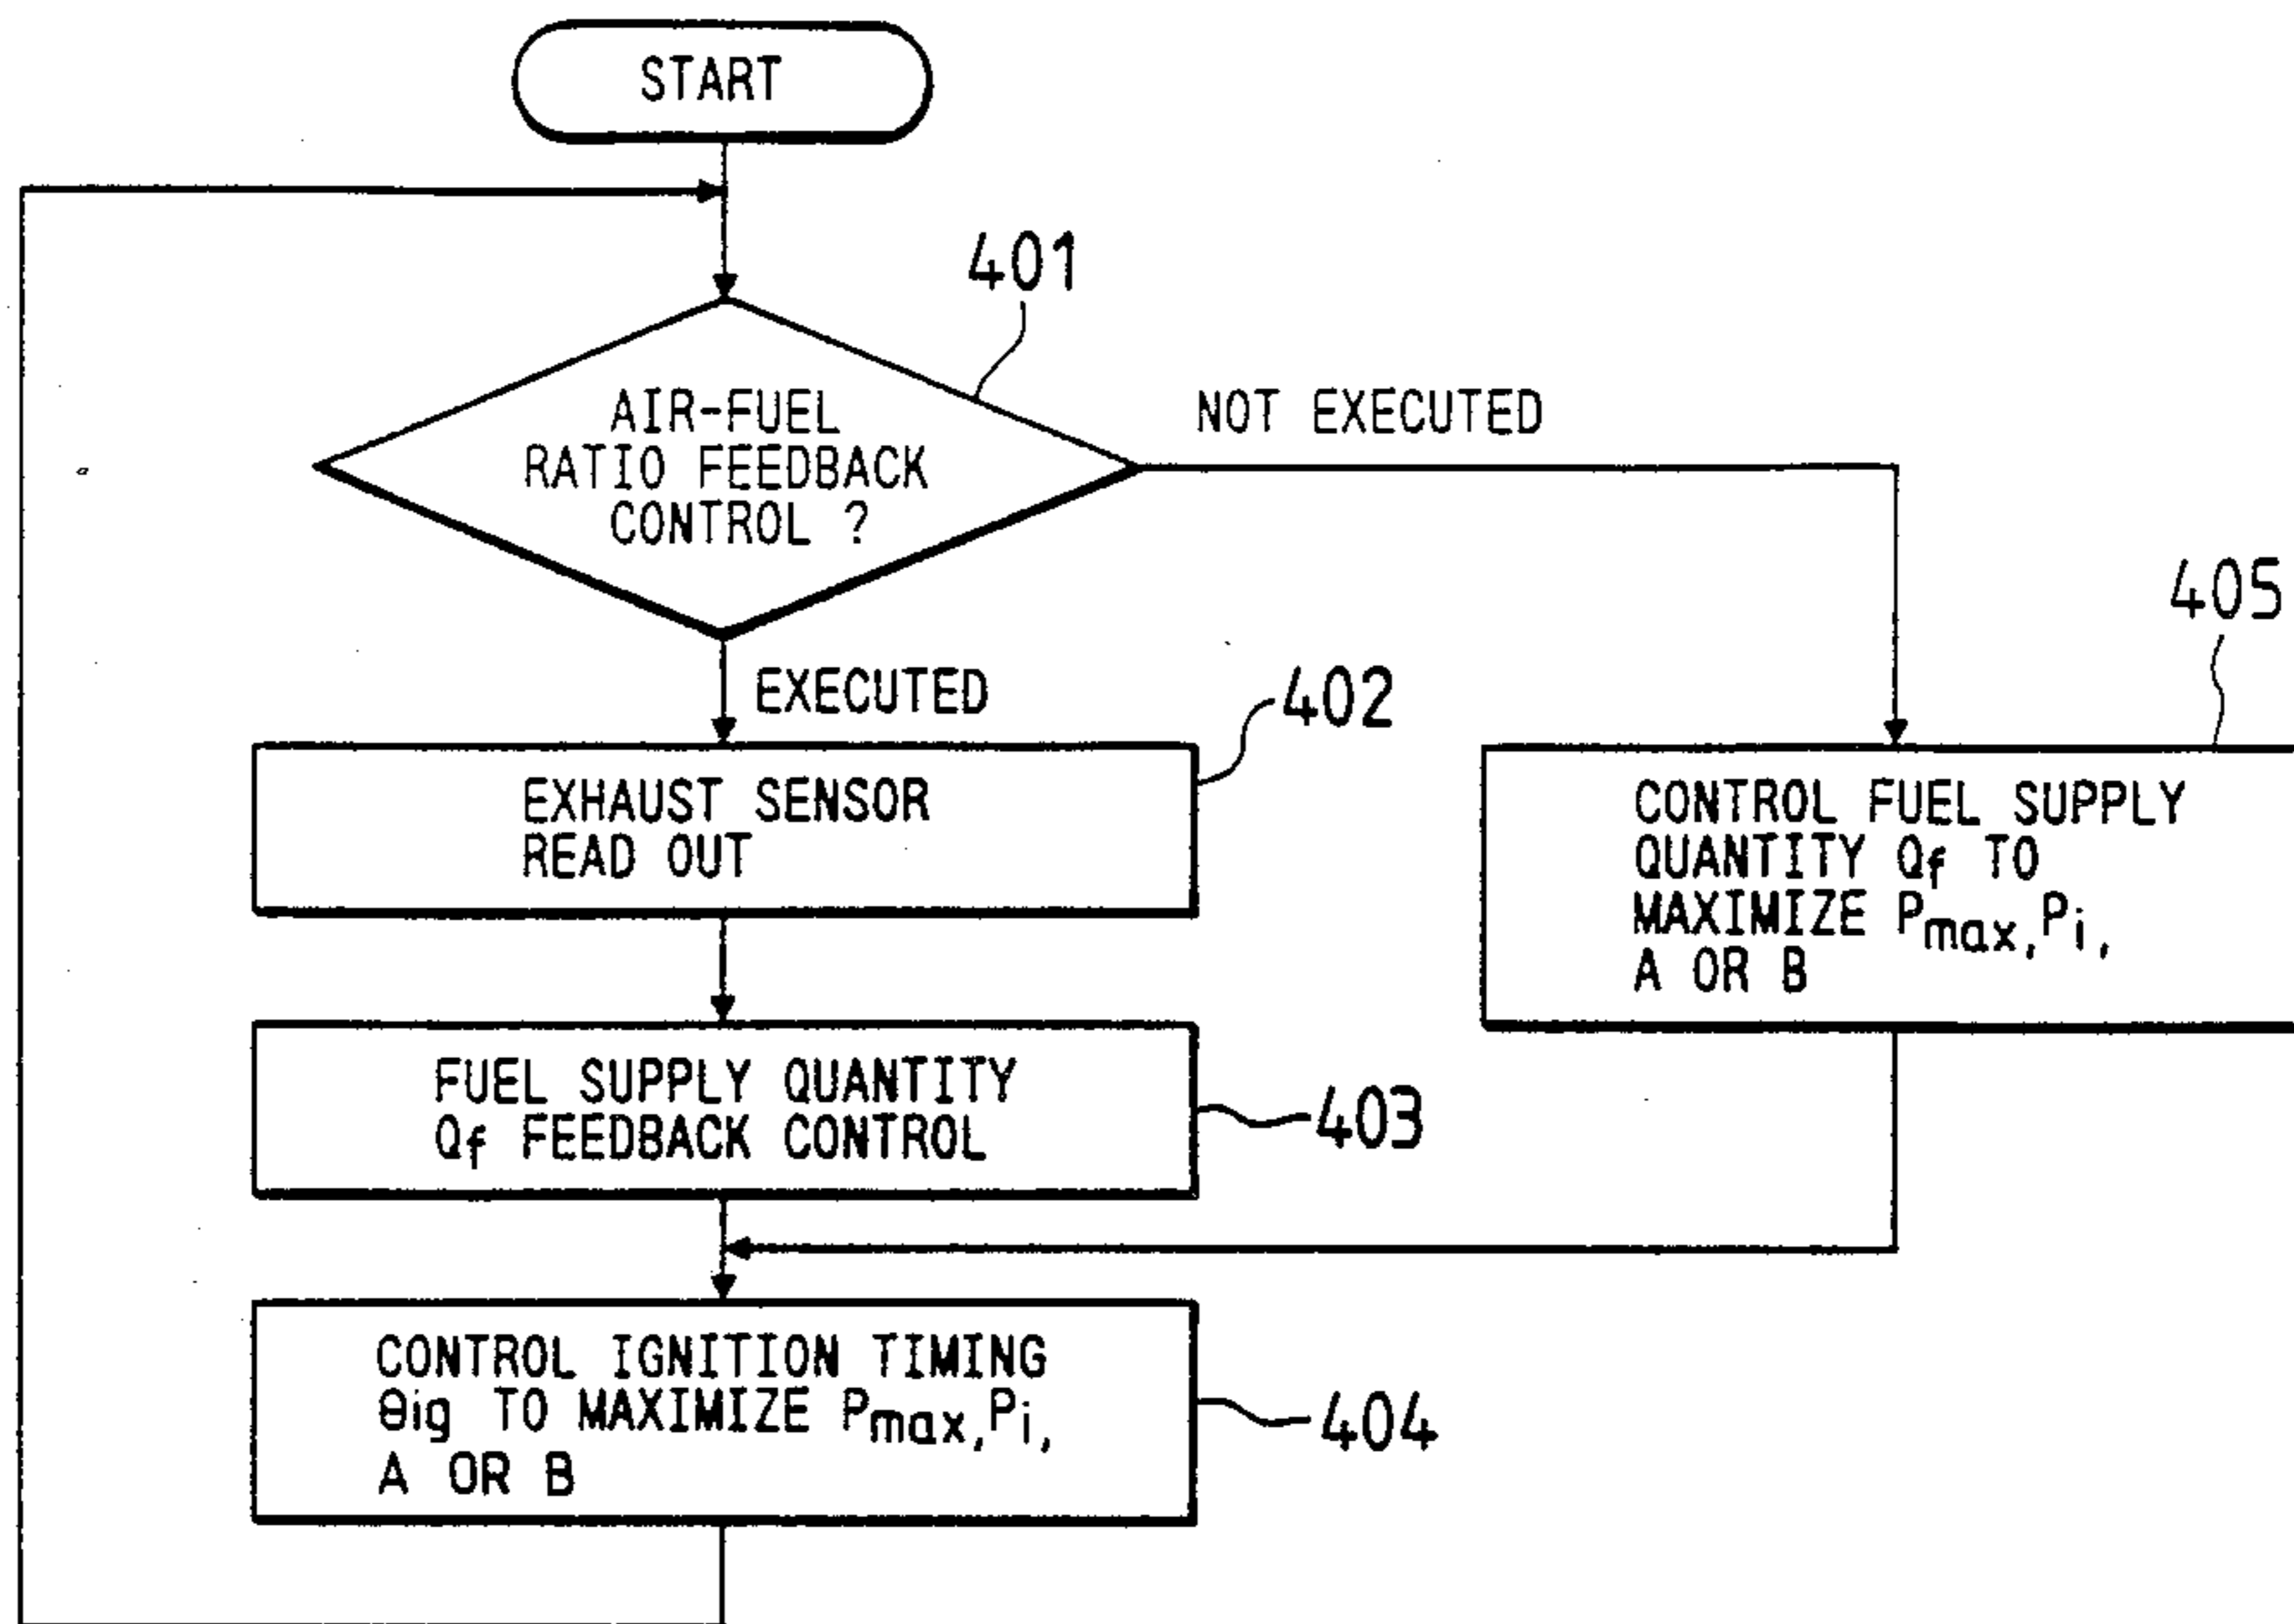 START
401
AIR-FUEL
RATIO FEEDBACK
CONTROL ?
NOT EXECUTED
EXECUTED
402
EXHAUST SENSOR
READ OUT
405
CONTROL FUEL SUPPLY
QUANTITY Qf TO
MAXIMIZE Pmax, Pi,
A OR B
FUEL SUPPLY QUANTITY
Qf FEEDBACK CONTROL
403
CONTROL IGNITION TIMING
θig TO MAXIMIZE Pmax, Pi,
A OR B
404